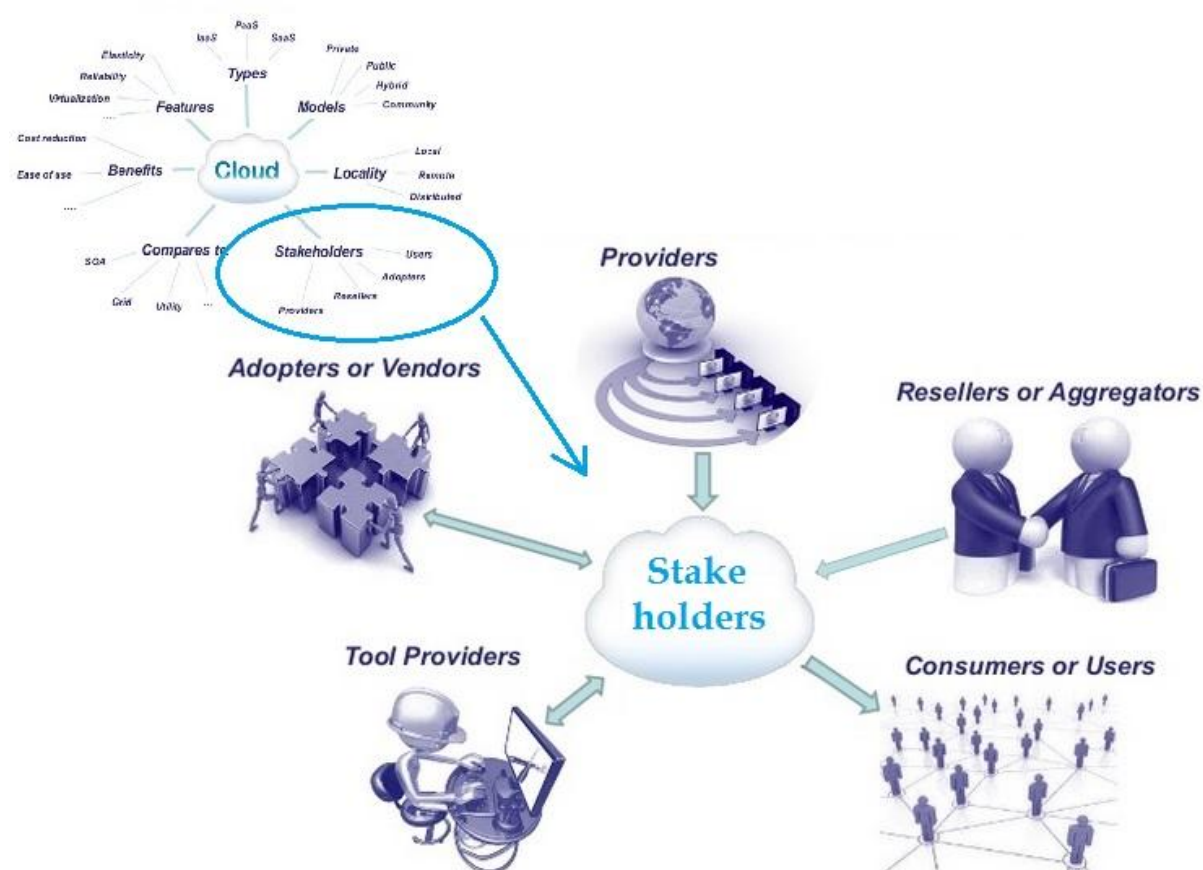 PaaS
IaaS
SaaS
Types
Elasticity
Reliability
Virtualization
....
Features
Private
Public
Hybrid
Community
Models
Cost reduction
Ease of use
....
Benefits
Cloud
Locality
Local
Remote
Distributed
Compares to
SOA
Grid
Utility
...
Stakeholders
Users
Adopters
Resellers
Providers
Providers
Adopters or Vendors
Resellers or Aggregators
Stake
holders
Tool Providers
Consumers or Users